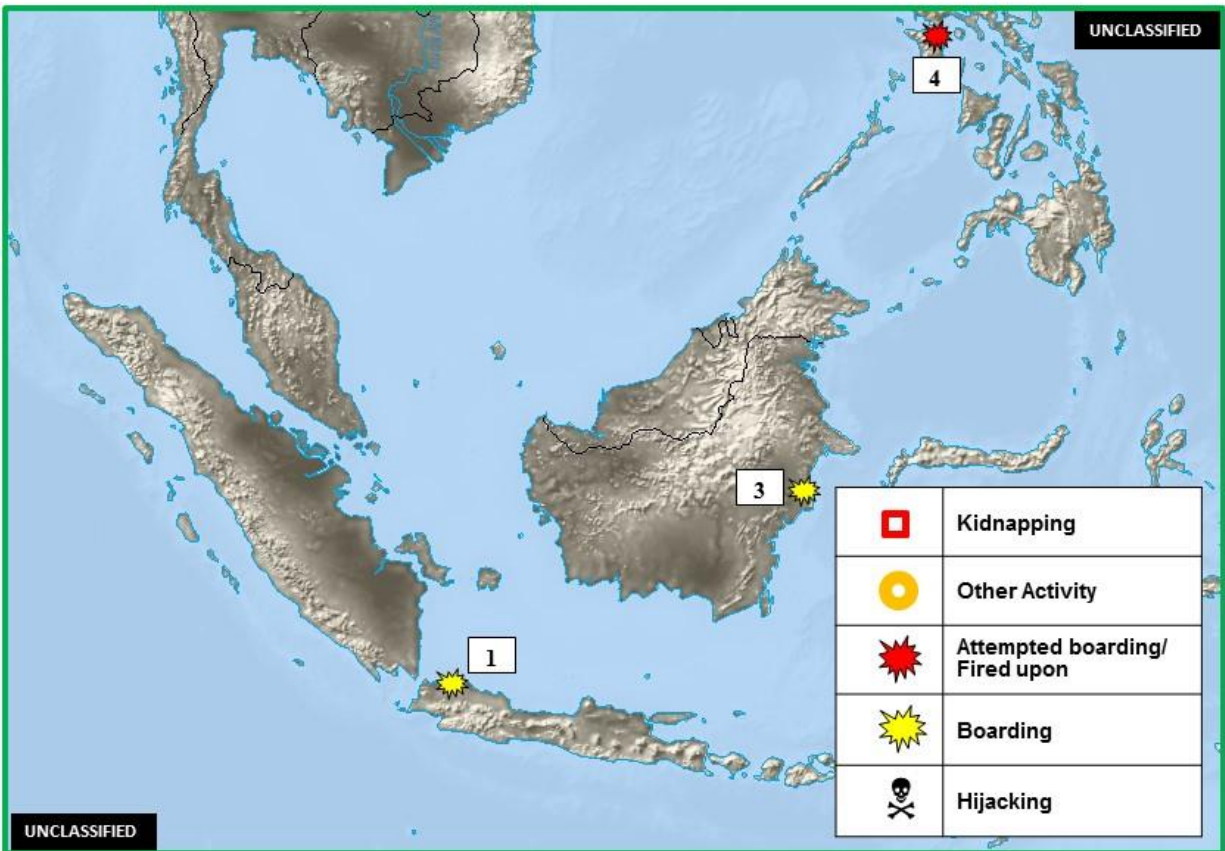 UNCLASSIFIED
4
3
1
Kidnapping
Other Activity
Attempted boarding/
Fired upon
Boarding
Hijacking
UNCLASSIFIED